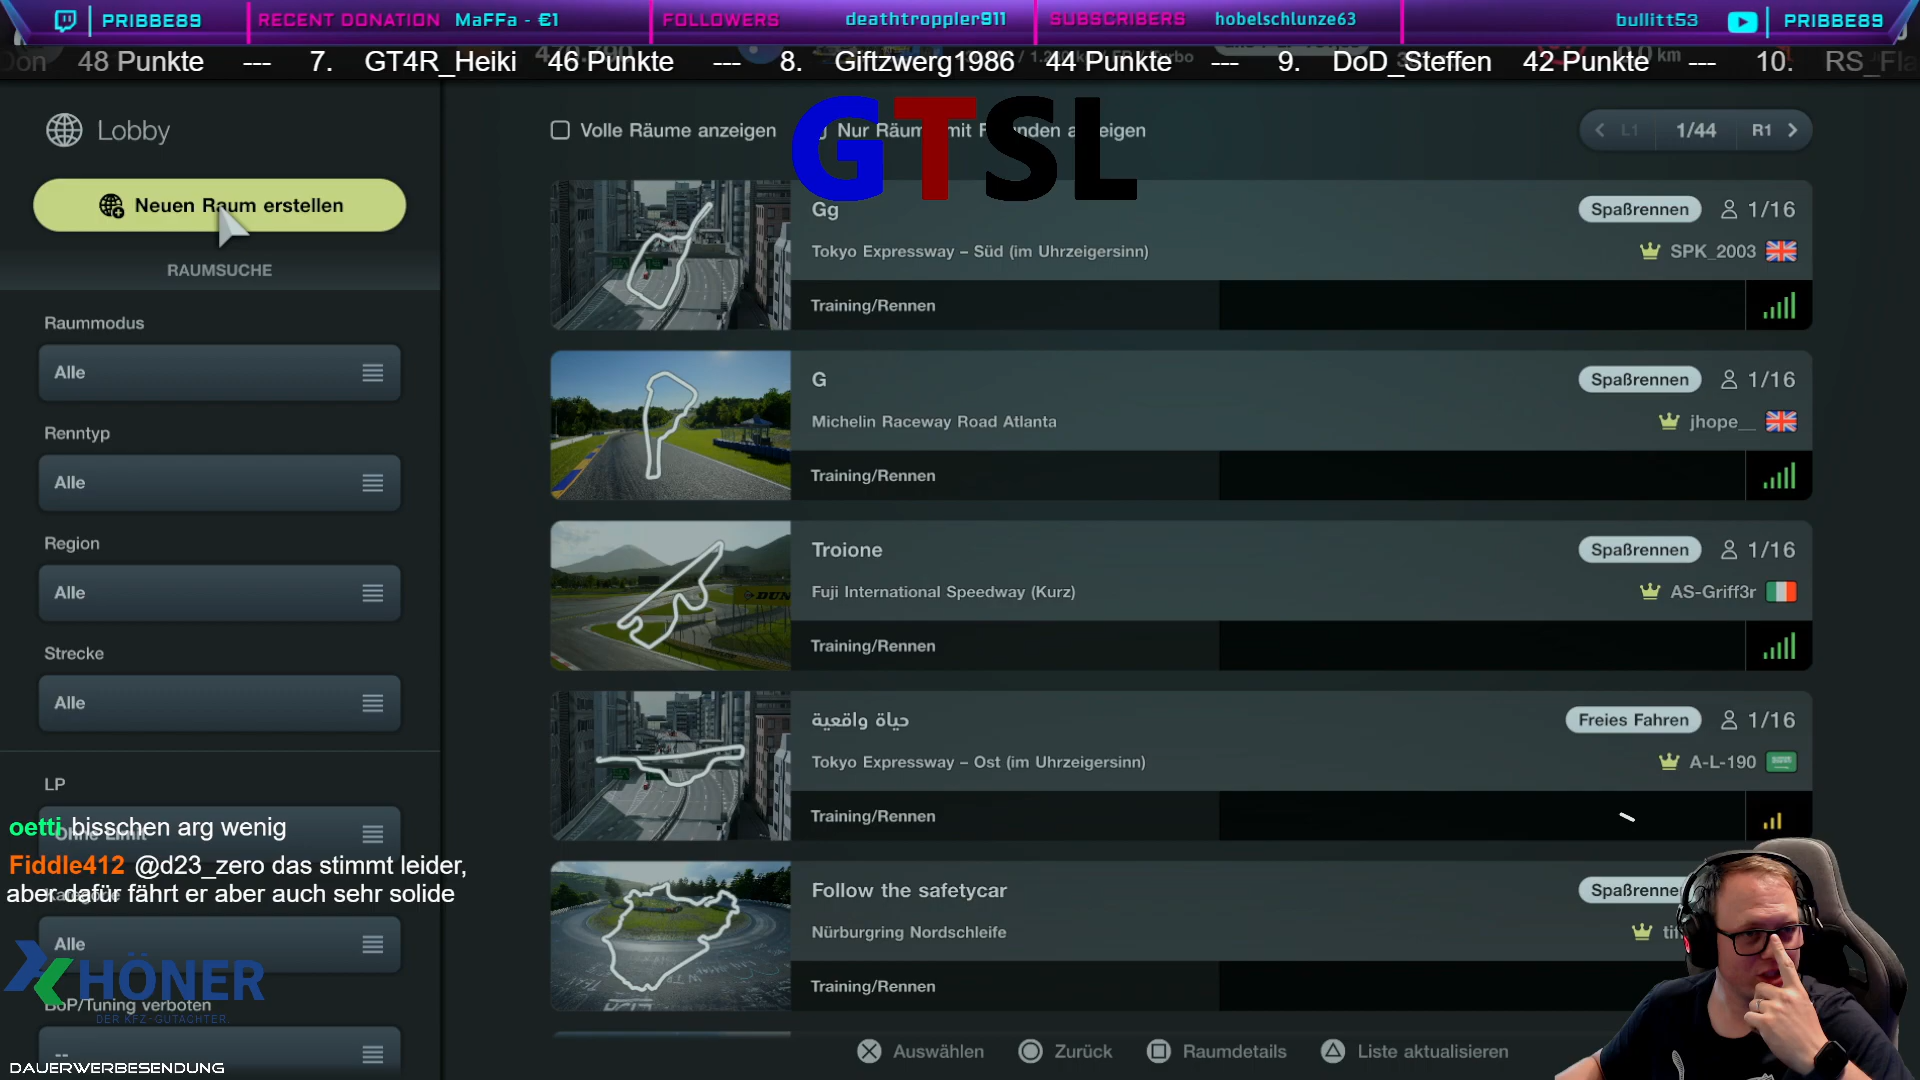 PRIBBE89
RECENT DONATION MaFFa - €1
FOLLOWERS deathtroppler911
SUBSCRIBERS hobelschlunze63
bullitt53
PRIBBE89
48 Punkte --- 7. GT4R_Heiki 46 Punkte --- 8. Giftzwerg1986 44 Punkte --- 9. DoD_Steffen 42 Punkte --- 10.
Lobby
Volle Räume anzeigen
GTSL
L1 1/44 R1
Neuen Raum erstellen
RAUMSUCHE
Raummodus
Alle
Renntyp
Alle
Region
Alle
Strecke
Alle
LP
oetti bisschen arg wenig
Fiddle412 @d23_zero das stimmt leider,
aber dafür fährt er aber auch sehr solide
Alle
HÖNER
DER KFZ-GUTACHTER.
BoP/Tuning verboten
--
DAUERWERBESENDUNG
Gg
Spaßrennen 1/16
Tokyo Expressway – Süd (im Uhrzeigersinn)
SPK_2003
Training/Rennen
G
Spaßrennen 1/16
Michelin Raceway Road Atlanta
jhope__
Training/Rennen
Troione
Spaßrennen 1/16
Fuji International Speedway (Kurz)
AS-Griff3r
Training/Rennen
حياة واقعية
Freies Fahren 1/16
Tokyo Expressway – Ost (im Uhrzeigersinn)
A-L-190
Training/Rennen
Follow the safetycar
Nürburgring Nordschleife
Training/Rennen
Auswählen Zurück Raumdetails Liste aktualisieren